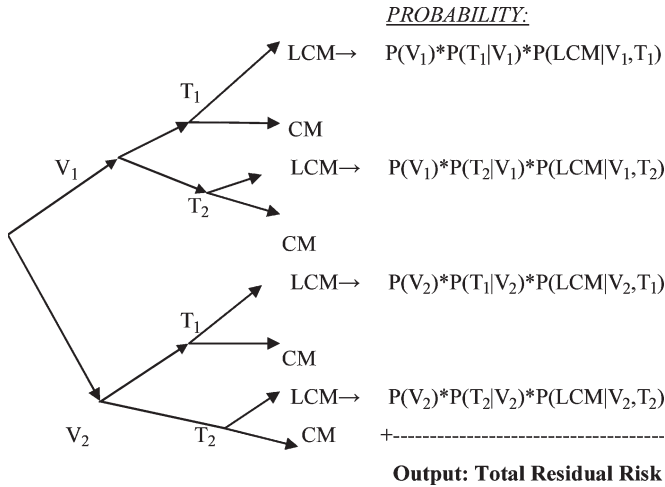 PROBABILITY:
LCM→ P(V₁)*P(T₁|V₁)*P(LCM|V₁,T₁)
T₁
CM
V₁
LCM→ P(V₁)*P(T₂|V₁)*P(LCM|V₁,T₂)
T₂
CM
LCM→ P(V₂)*P(T₁|V₂)*P(LCM|V₂,T₁)
T₁
CM
LCM→ P(V₂)*P(T₂|V₂)*P(LCM|V₂,T₂)
V₂ T₂ CM +-------------------------------------
Output: Total Residual Risk